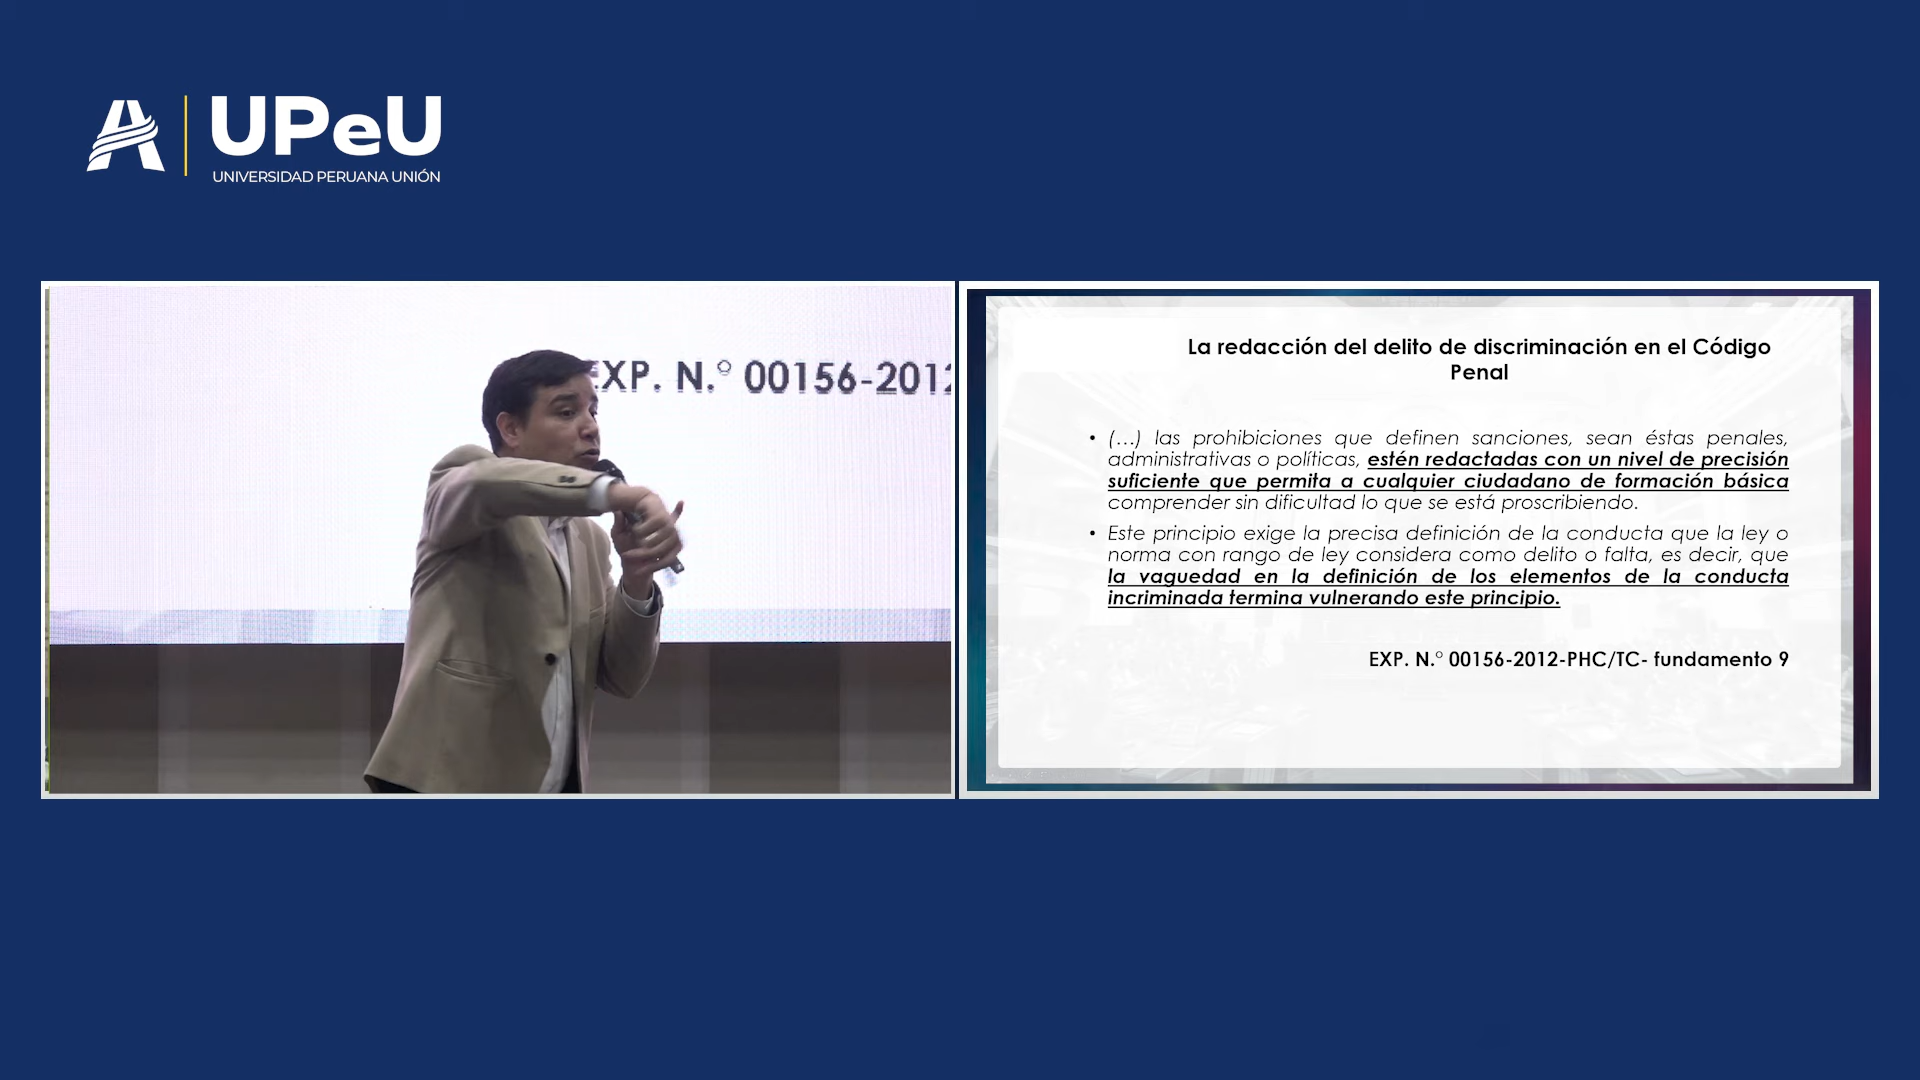 UPeU
UNIVERSIDAD PERUANA UNIÓN
EXP. N.° 00156-2012
La redacción del delito de discriminación en el Código
Penal
• (...) las prohibiciones que definen sanciones, sean éstas penales,
administrativas o políticas, estén redactadas con un nivel de precisión
suficiente que permita a cualquier ciudadano de formación básica
comprender sin dificultad lo que se está proscribiendo.
• Este principio exige la precisa definición de la conducta que la ley o
norma con rango de ley considera como delito o falta, es decir, que
la vaguedad en la definición de los elementos de la conducta
incriminada termina vulnerando este principio.
EXP. N.° 00156-2012-PHC/TC- fundamento 9